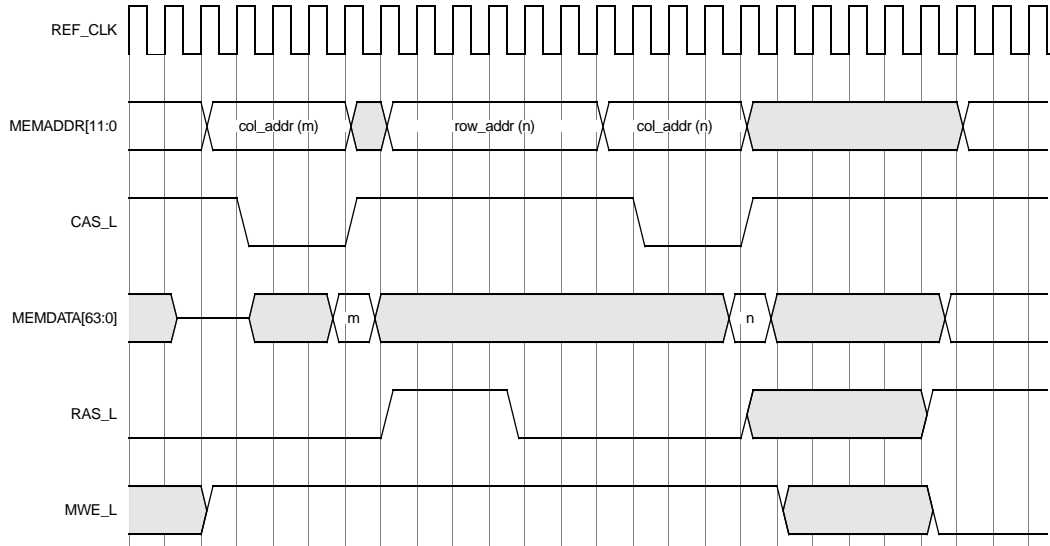 REF_CLK
MEMADDR[11:0
col_addr (m)
row_addr (n)
col_addr (n)
CAS_L
MEMDATA[63:0]
m
n
RAS_L
MWE_L